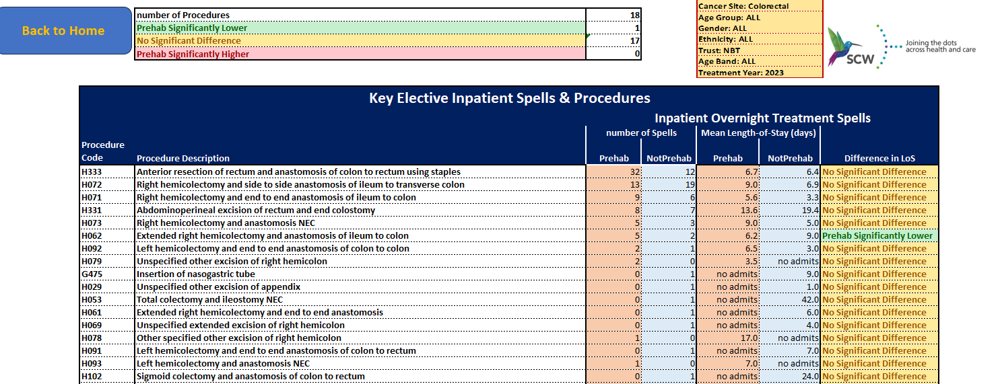 Back to Home
number of Procedures 18
Prehab Significantly Lower 1
No Significant Difference 17
Prehab Significantly Higher 0
Cancer Site: Colorectal
Age Group: ALL
Gender: ALL
Ethnicity: ALL
Trust: NBT
Age Band: ALL
Treatment Year: 2023
SCW
Joining the dots
across health and care
Key Elective Inpatient Spells & Procedures
Inpatient Overnight Treatment Spells
number of Spells Mean Length-of-Stay (days)
Procedure
Code Procedure Description Prehab NotPrehab Prehab NotPrehab Difference in LoS
H333 Anterior resection of rectum and anastomosis of colon to rectum using staples 32 12 6.7 6.4 No Significant Difference
H072 Right hemicolectomy and side to side anastomosis of ileum to transverse colon 13 19 9.0 6.9 No Significant Difference
H071 Right hemicolectomy and end to end anastomosis of ileum to colon 9 6 5.6 3.3 No Significant Difference
H331 Abdominoperineal excision of rectum and end colostomy 8 7 13.6 19.4 No Significant Difference
H073 Right hemicolectomy and anastomosis NEC 5 3 9.0 5.0 No Significant Difference
H062 Extended right hemicolectomy and anastomosis of ileum to colon 5 2 6.2 9.0 Prehab Significantly Lower
H092 Left hemicolectomy and end to end anastomosis of colon to colon 2 1 6.5 3.0 No Significant Difference
H079 Unspecified other excision of right hemicolon 2 0 3.5 no admits No Significant Difference
G475 Insertion of nasogastric tube 0 1 no admits 9.0 No Significant Difference
H029 Unspecified other excision of appendix 0 1 no admits 1.0 No Significant Difference
H053 Total colectomy and ileostomy NEC 0 1 no admits 42.0 No Significant Difference
H061 Extended right hemicolectomy and end to end anastomosis 0 1 no admits 6.0 No Significant Difference
H069 Unspecified extended excision of right hemicolon 0 1 no admits 4.0 No Significant Difference
H078 Other specified other excision of right hemicolon 1 0 17.0 no admits No Significant Difference
H091 Left hemicolectomy and end to end anastomosis of colon to rectum 0 1 no admits 7.0 No Significant Difference
H093 Left hemicolectomy and anastomosis NEC 1 0 7.0 no admits No Significant Difference
H102 Sigmoid colectomy and anastomosis of colon to rectum 0 1 no admits 24.0 No Significant Difference